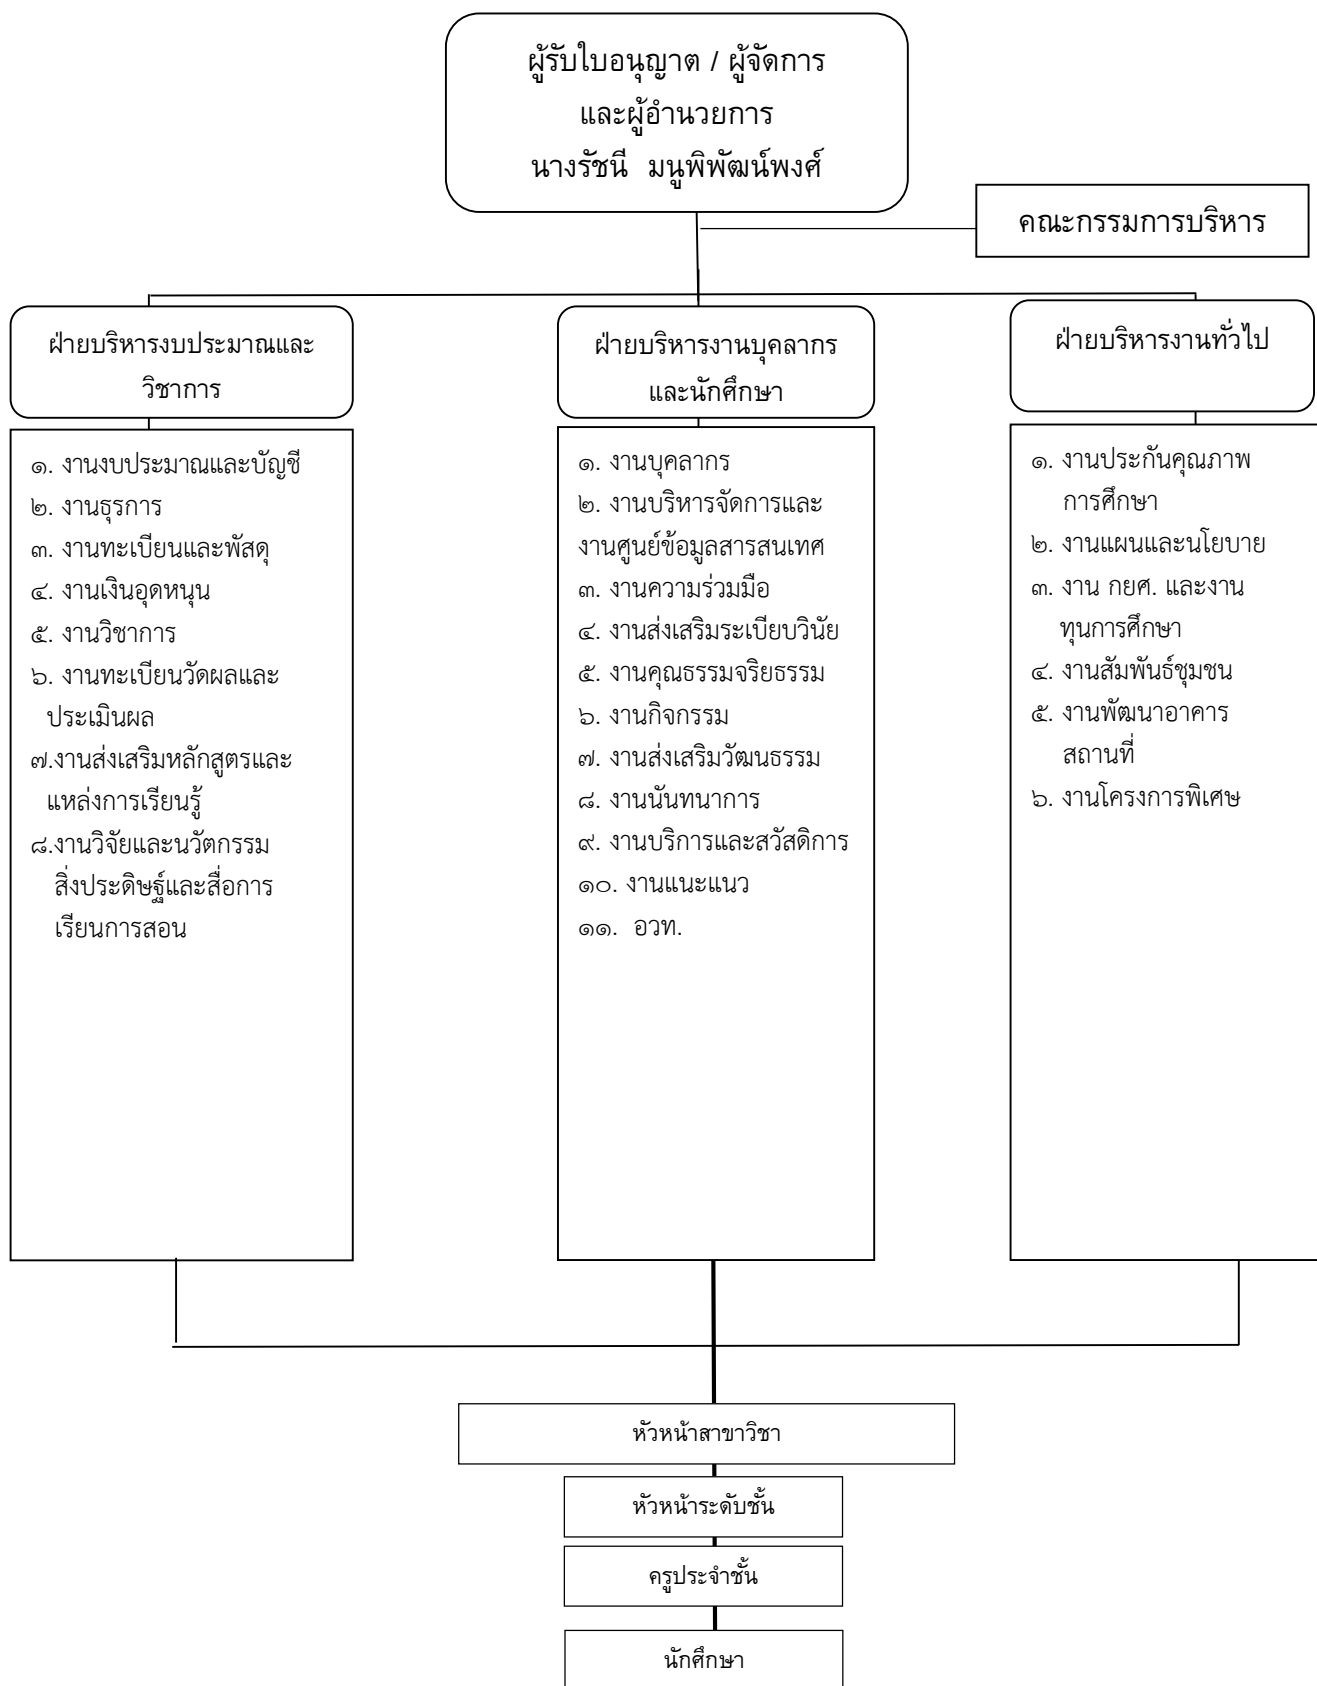 ผู้รับใบอนุญาต / ผู้จัดการ
และผู้อำนวยการ
นางรัชนี  มนูพิพัฒน์พงศ์
คณะกรรมการบริหาร
ฝ่ายบริหารงบประมาณและ
วิชาการ
๑. งานงบประมาณและบัญชี
๒. งานธุรการ
๓. งานทะเบียนและพัสดุ
๔. งานเงินอุดหนุน
๕. งานวิชาการ
๖. งานทะเบียนวัดผลและ
ประเมินผล
๗.งานส่งเสริมหลักสูตรและ
แหล่งการเรียนรู้
๘.งานวิจัยและนวัตกรรม
สิ่งประดิษฐ์และสื่อการ
เรียนการสอน
ฝ่ายบริหารงานบุคลากร
และนักศึกษา
๑. งานบุคลากร
๒. งานบริหารจัดการและ
งานศูนย์ข้อมูลสารสนเทศ
๓. งานความร่วมมือ
๔. งานส่งเสริมระเบียบวินัย
๕. งานคุณธรรมจริยธรรม
๖. งานกิจกรรม
๗. งานส่งเสริมวัฒนธรรม
๘. งานนันทนาการ
๙. งานบริการและสวัสดิการ
๑๐. งานแนะแนว
๑๑.  อวท.
ฝ่ายบริหารงานทั่วไป
๑. งานประกันคุณภาพ
การศึกษา
๒. งานแผนและนโยบาย
๓. งาน กยศ. และงาน
ทุนการศึกษา
๔. งานสัมพันธ์ชุมชน
๕. งานพัฒนาอาคาร
สถานที่
๖. งานโครงการพิเศษ
หัวหน้าสาขาวิชา
หัวหน้าระดับชั้น
ครูประจำชั้น
นักศึกษา